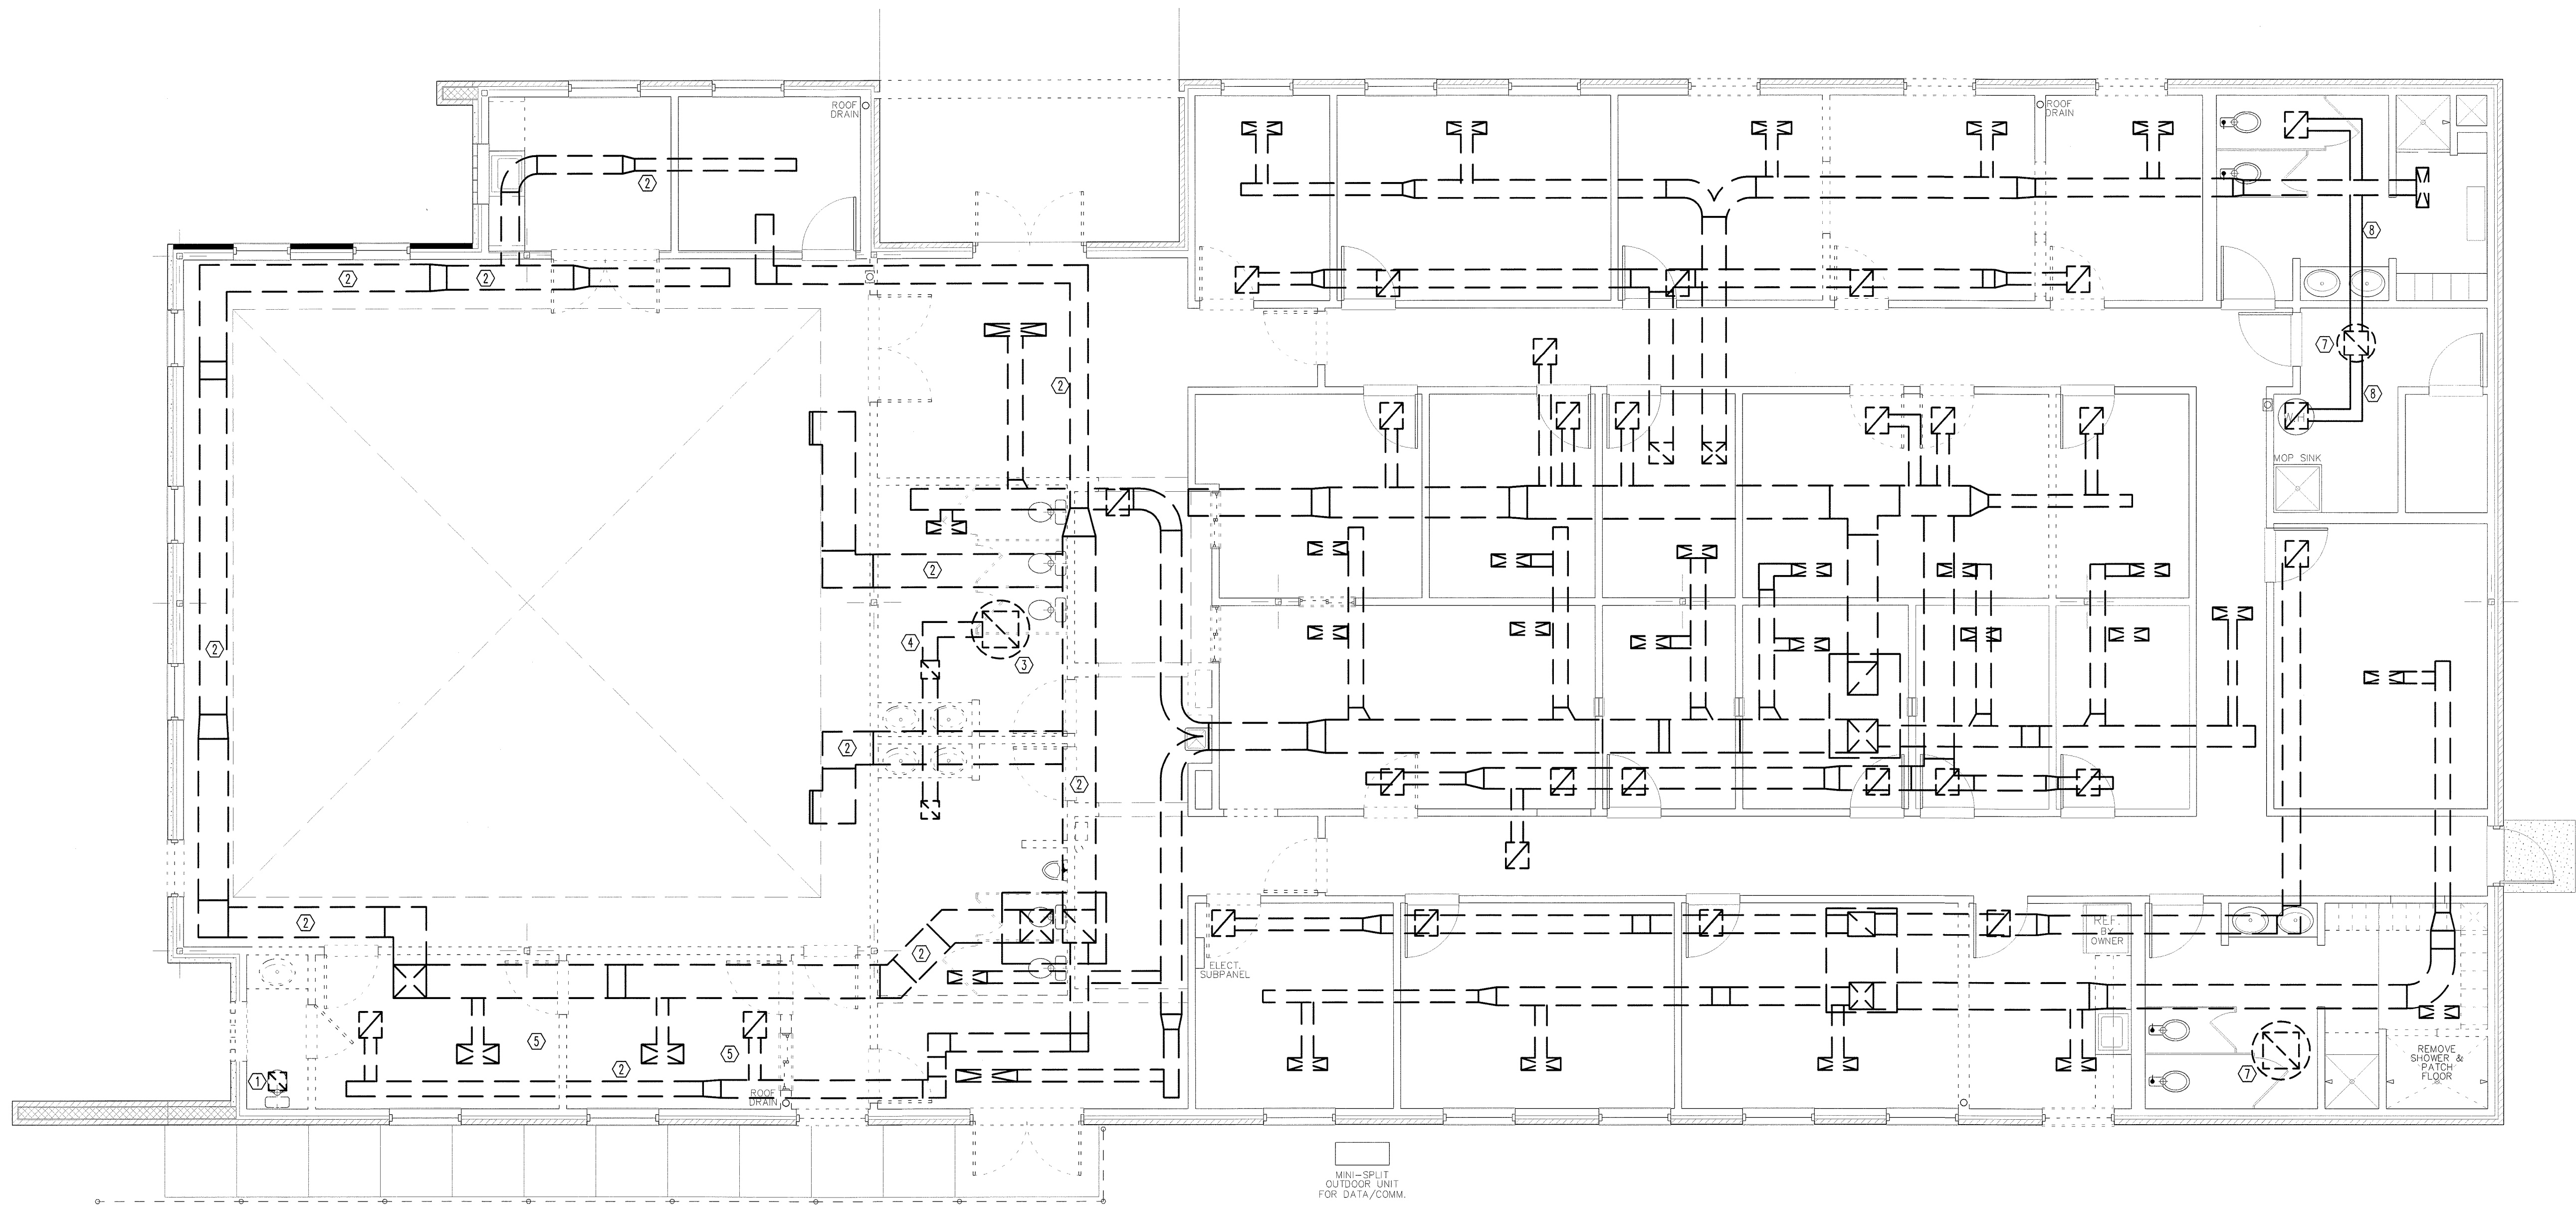 ROOF
DRAIN
ROOF
DRAIN
2
8
2
2
7
2
8
W.H.
MOP SINK
2
4
3
2
2
2
2
2
REF.
BY
OWNER
ELECT.
SUBPANEL
5
5
2
1
7
REMOVE
SHOWER &
PATCH
FLOOR
ROOF
DRAIN
MINI-SPLIT
OUTDOOR UNIT
FOR DATA/COMM.